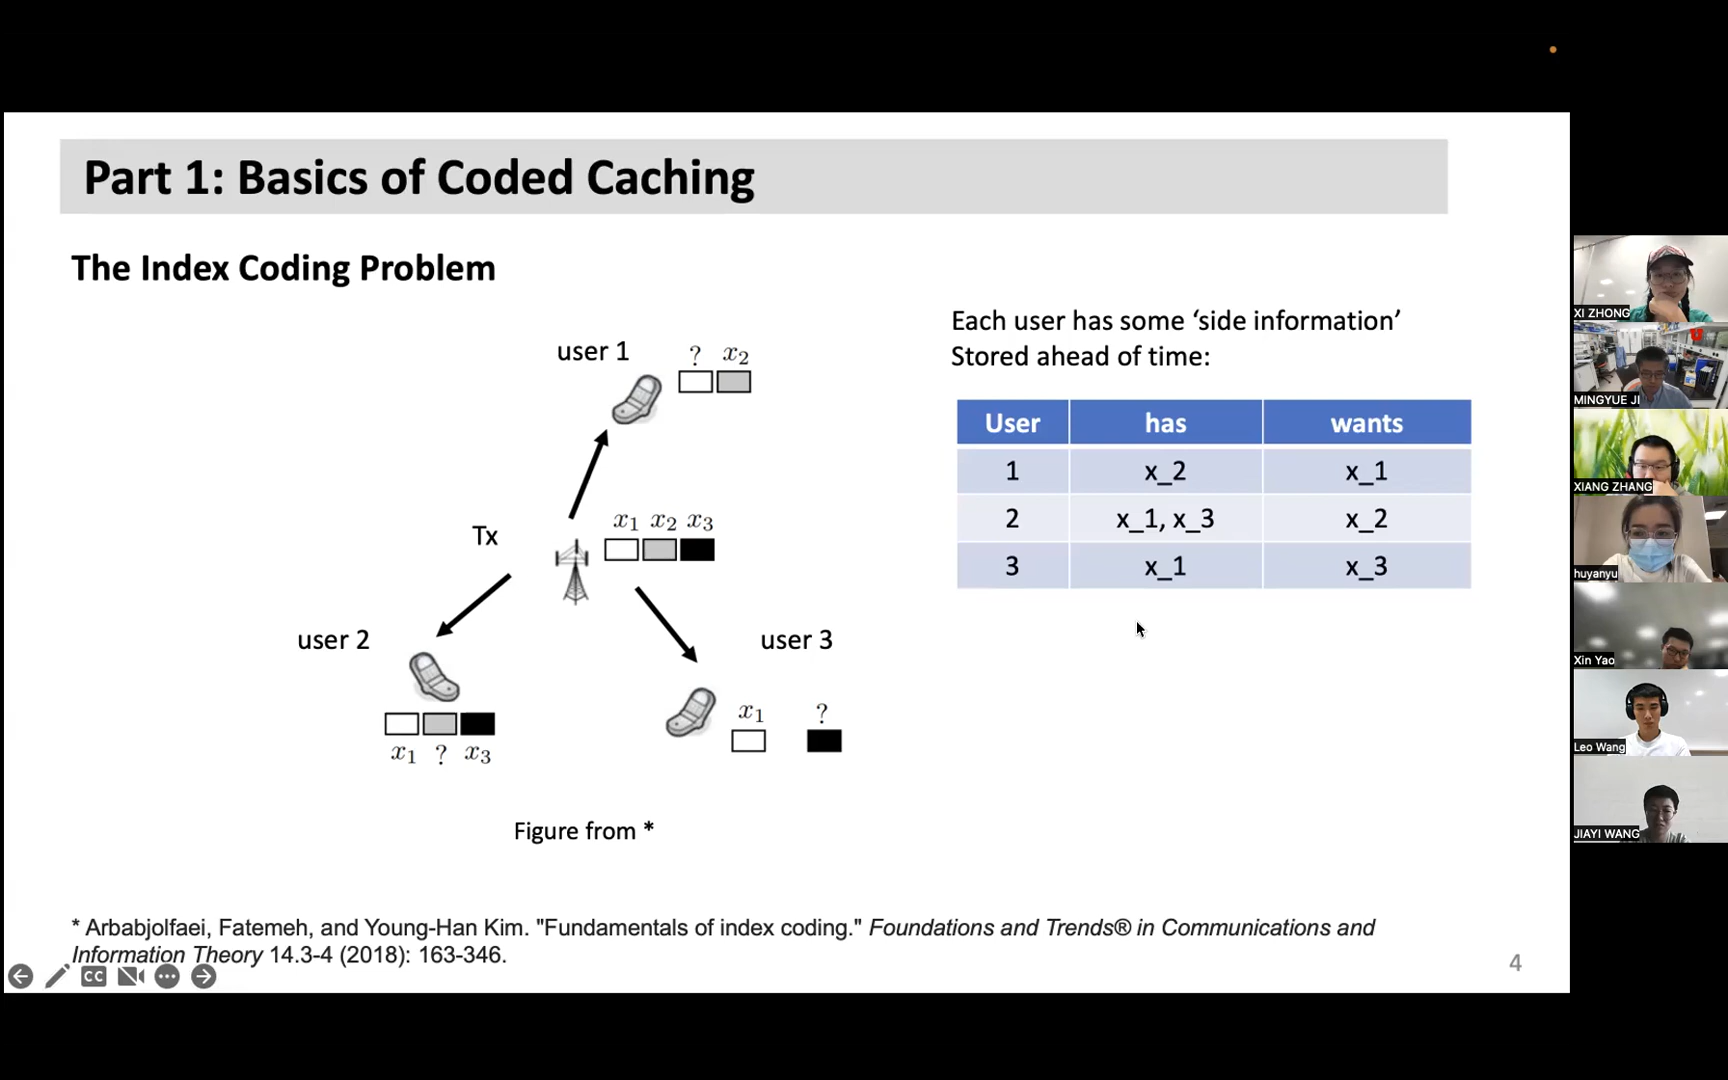 Part 1: Basics of Coded Caching
The Index Coding Problem
user 1
? x₂
Tx
x₁ x₂ x₃
user 2
x₁ ? x₃
user 3
x₁ ?
Figure from *
Each user has some ‘side information’
Stored ahead of time:
User has wants
1 x_2 x_1
2 x_1, x_3 x_2
3 x_1 x_3
* Arbabjolfaei, Fatemeh, and Young-Han Kim. "Fundamentals of index coding." Foundations and Trends® in Communications and
Information Theory 14.3-4 (2018): 163-346.
CC
4
XI ZHONG
MINGYUE JI
XIANG ZHANG
huyanyu
Xin Yao
Leo Wang
JIAYI WANG